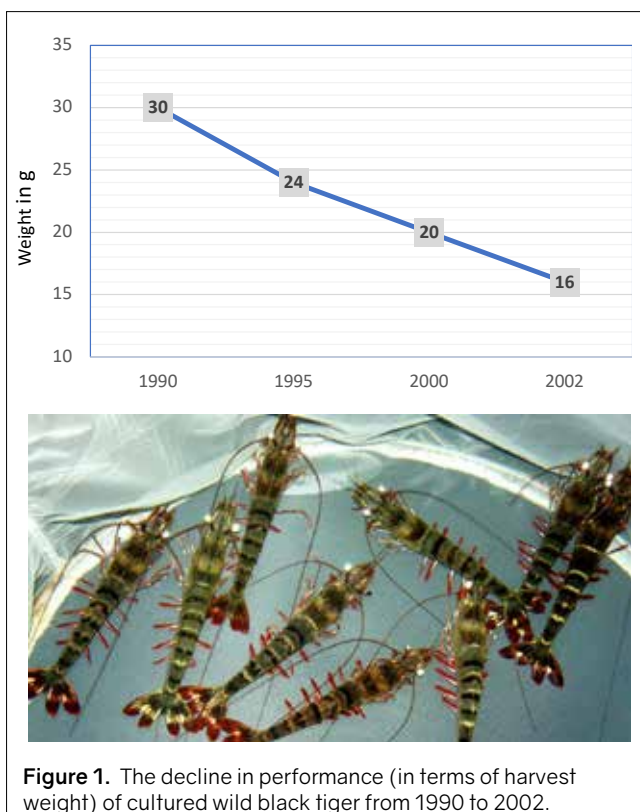 35
30
25
20
15
10
Weight in g
30
24
20
16
1990 1995 2000 2002
Figure 1. The decline in performance (in terms of harvest
weight) of cultured wild black tiger from 1990 to 2002.